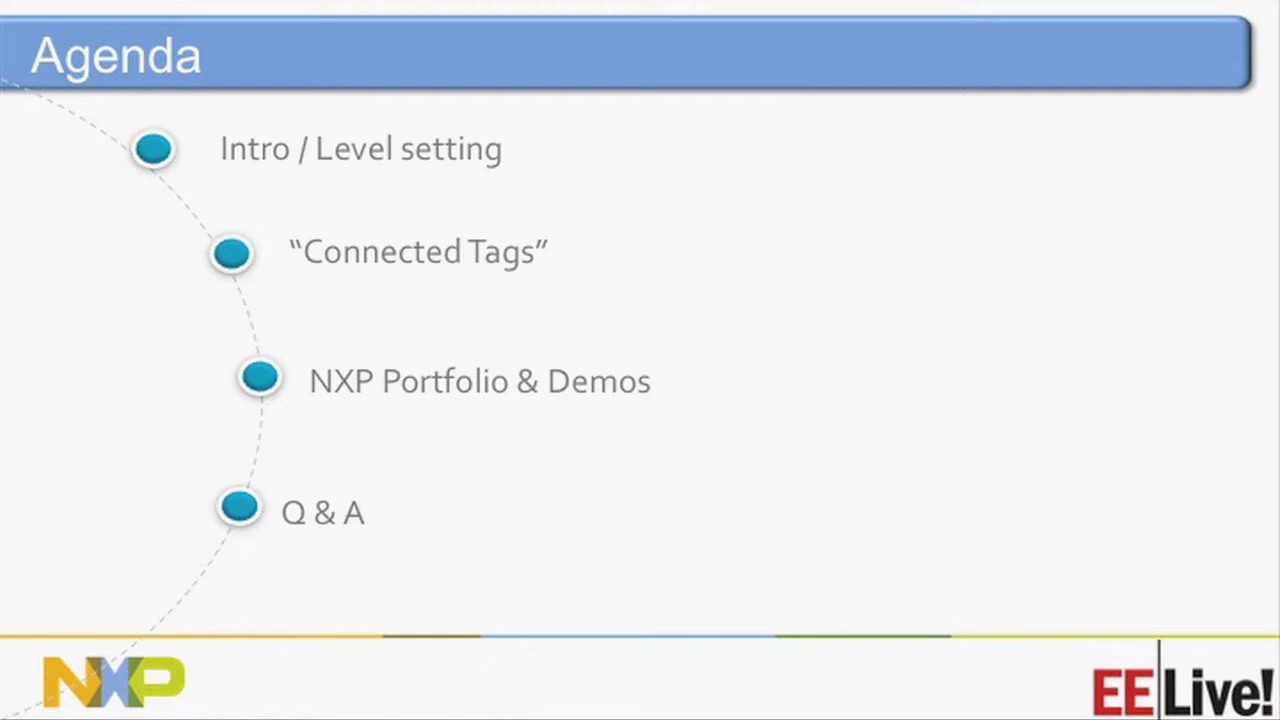 Agenda
Intro / Level setting
“Connected Tags”
NXP Portfolio & Demos
Q & A
NXP
EE Live!